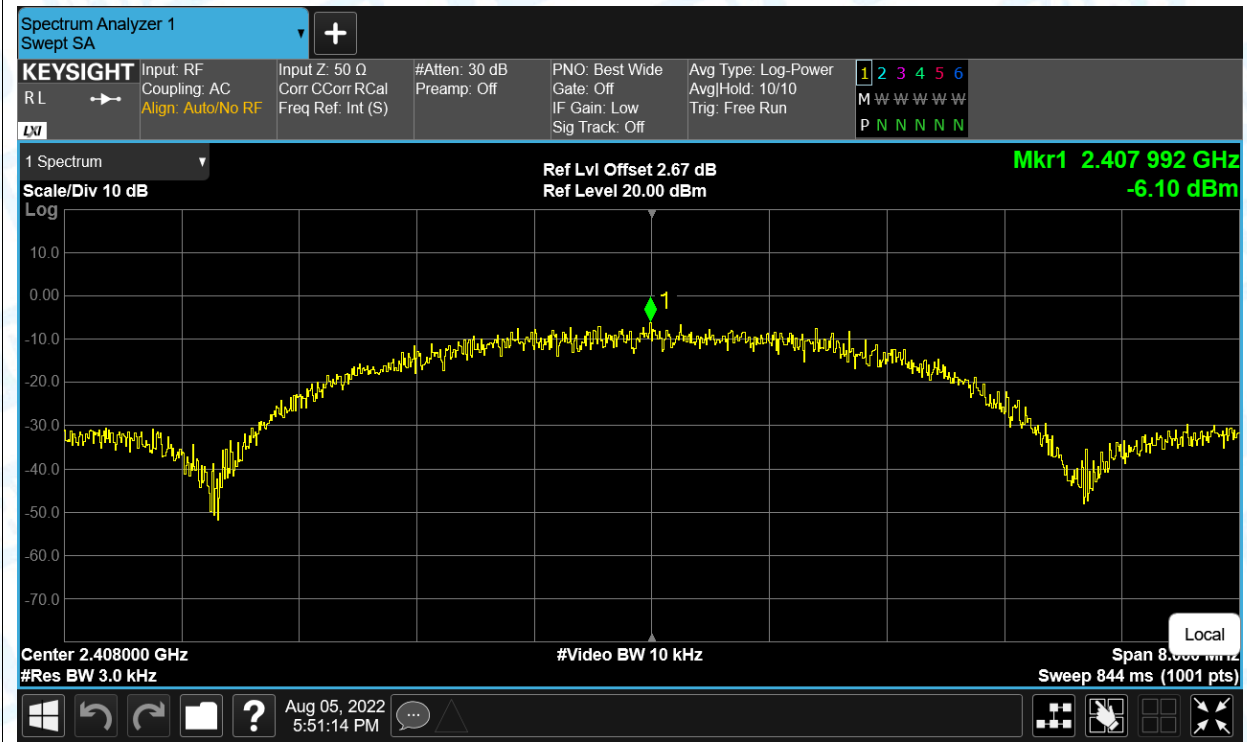 Spectrum Analyzer 1
Swept SA
KEYSIGHT
R L
LXI
Input: RF
Coupling: AC
Align: Auto/No RF
Input Z: 50 Ω
Corr CCorr RCal
Freq Ref: Int (S)
#Atten: 30 dB
Preamp: Off
PNO: Best Wide
Gate: Off
IF Gain: Low
Sig Track: Off
Avg Type: Log-Power
Avg|Hold: 10/10
Trig: Free Run
1 2 3 4 5 6
M W W W W W
P N N N N N N
1 Spectrum
Scale/Div 10 dB
Ref Lvl Offset 2.67 dB
Ref Level 20.00 dBm
Mkr1 2.407 992 GHz
-6.10 dBm
Log
10.0
0.00
-10.0
-20.0
-30.0
-40.0
-50.0
-60.0
-70.0
1
Local
Center 2.408000 GHz
#Res BW 3.0 kHz
#Video BW 10 kHz
Span
Sweep 844 ms (1001 pts)
?
Aug 05, 2022
5:51:14 PM